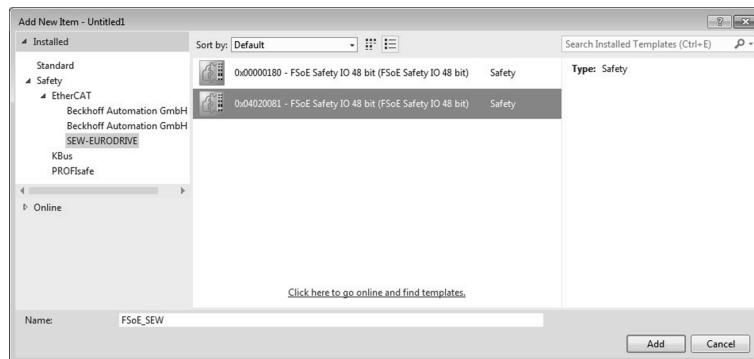 Add New Item - Untitled1
Installed
Sort by: Default
Search Installed Templates (Ctrl+E)
Standard
Safety
EtherCAT
Beckhoff Automation GmbH
Beckhoff Automation GmbH
SEW-EURODRIVE
KBus
PROFIsafe
Online
0x00000180 - FSoE Safety IO 48 bit (FSoE Safety IO 48 bit) Safety
0x04020081 - FSoE Safety IO 48 bit (FSoE Safety IO 48 bit) Safety
Type: Safety
Click here to go online and find templates.
Name: FSoE_SEW
Add Cancel